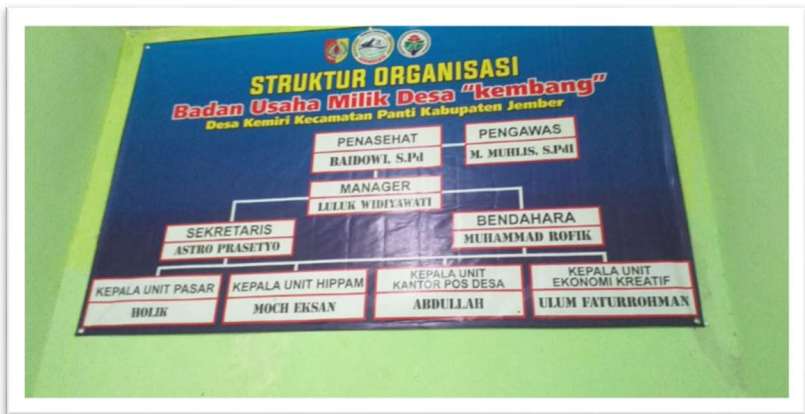 STRUKTUR ORGANISASI
Badan Usaha Milik Desa "kembang"
Desa Kemiri Kecamatan Panti Kabupaten Jember
PENASEHAT
BAIDOWI, S.Pd
PENGAWAS
M. MUHLIS, S.PdI
MANAGER
LULUK WIDIYAWATI
SEKRETARIS
ASTRO PRASETYO
BENDAHARA
MUHAMMAD ROFIK
KEPALA UNIT PASAR
HOLIK
KEPALA UNIT HIPPAM
MOCH EKSAN
KEPALA UNIT
KANTOR POS DESA
ABDULLAH
KEPALA UNIT
EKONOMI KREATIF
ULUM FATURROHMAN